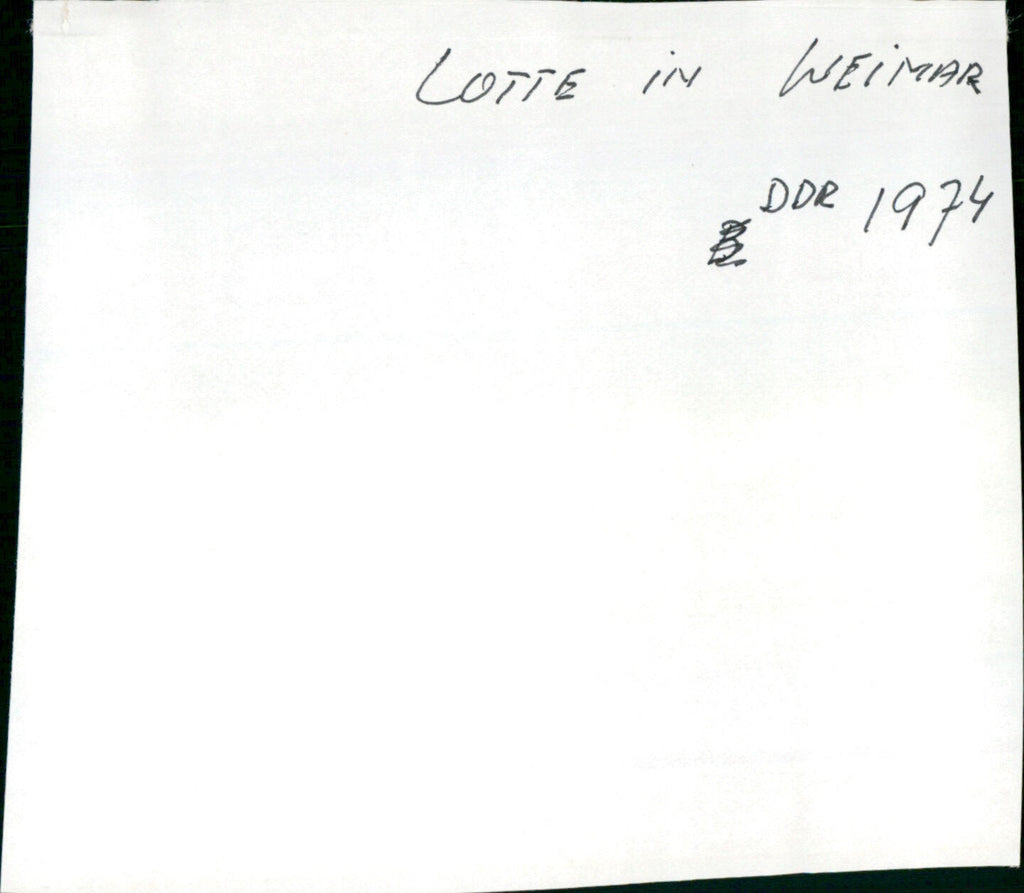 LOTTE iN WEiMAR
DDR 1974